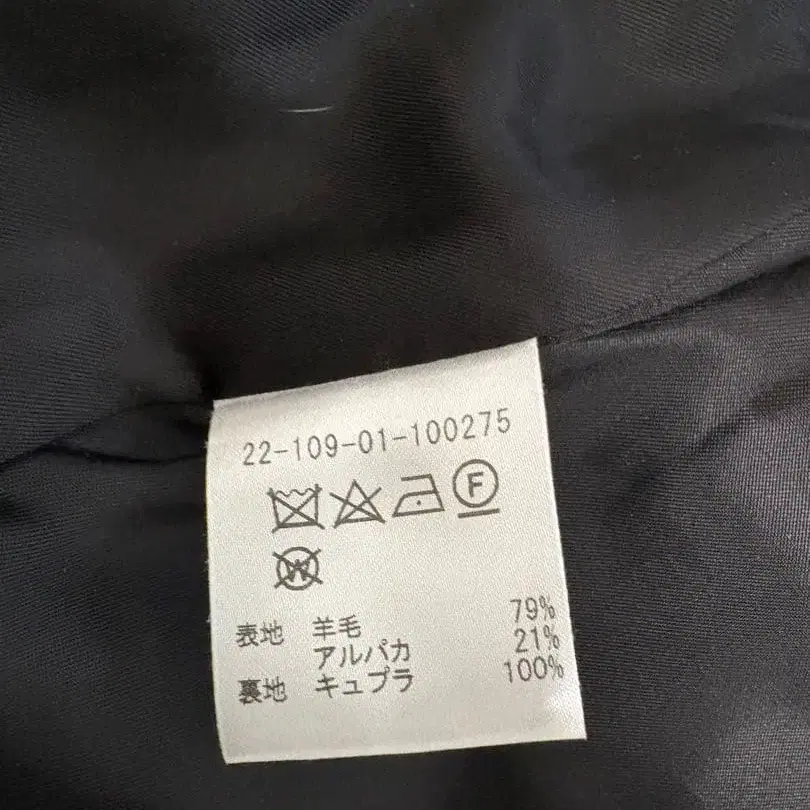 22-109-01-100275
F
W
表地 羊毛 79%
アルパカ 21%
裏地 キュプラ 100%